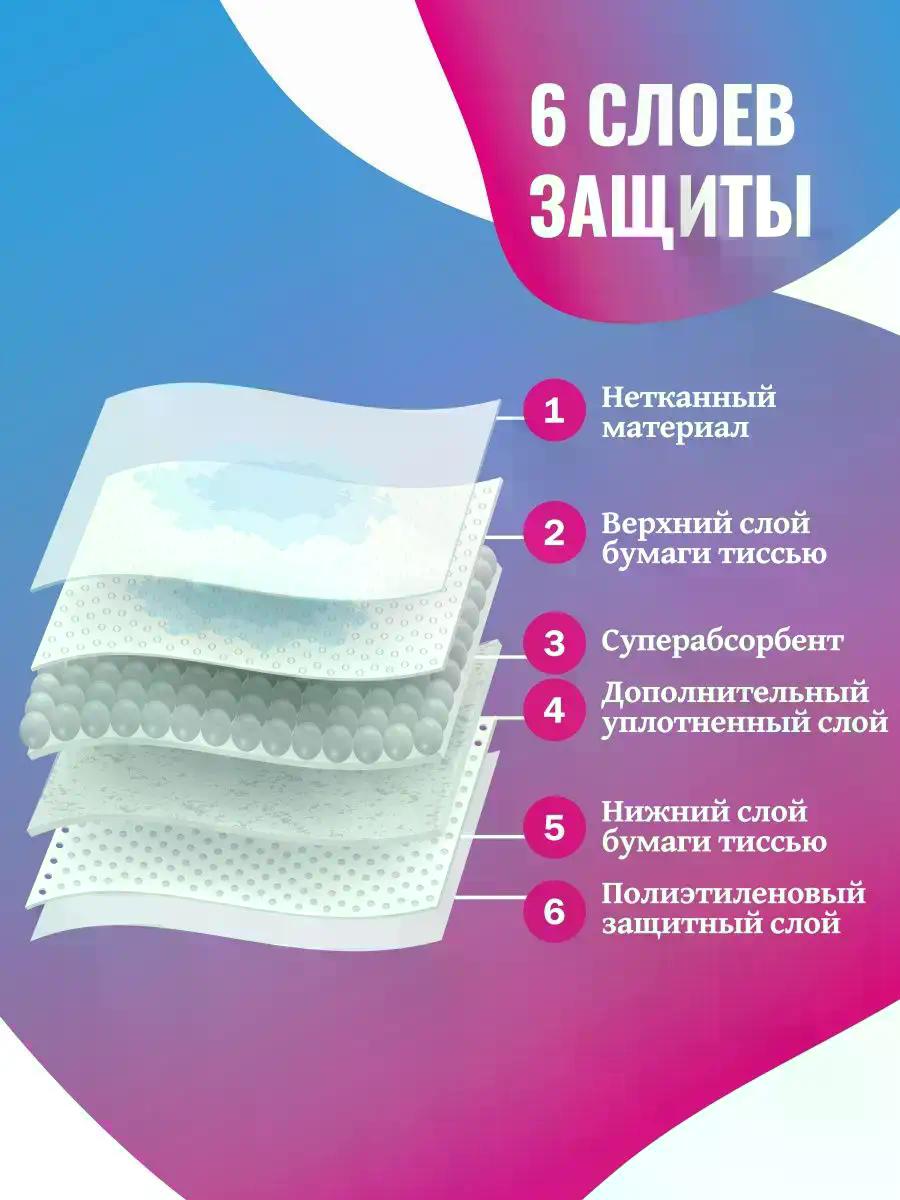 6 СЛОЕВ
ЗАЩИТЫ
1
Нетканный
материал
2
Верхний слой
бумаги тиссью
3
Суперабсорбент
4
Дополнительный
уплотненный слой
5
Нижний слой
бумаги тиссью
6
Полиэтиленовый
защитный слой